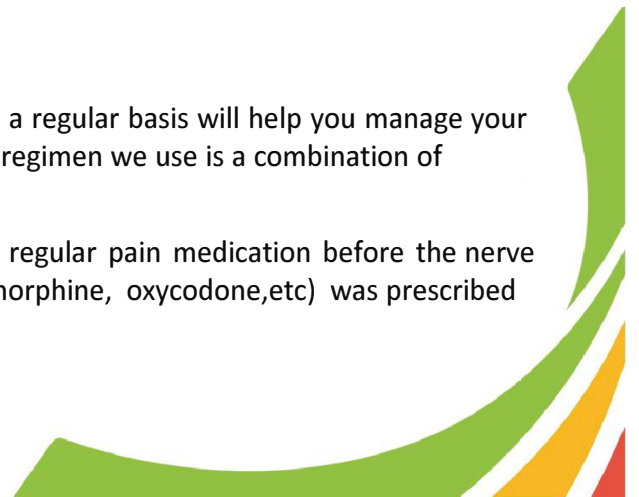 a regular basis will help you manage your
regimen we use is a combination of
regular pain medication before the nerve
orphine, oxycodone,etc) was prescribed